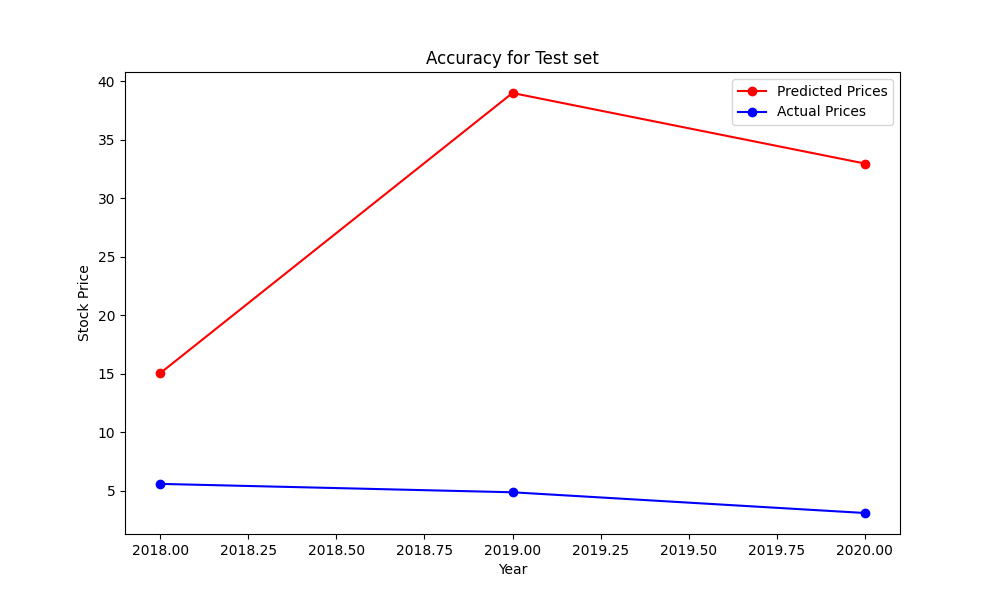 Accuracy for Test set
Predicted Prices
Actual Prices
40
35
30
25
20
15
10
5
Stock Price
2018.00 2018.25 2018.50 2018.75 2019.00 2019.25 2019.50 2019.75 2020.00
Year